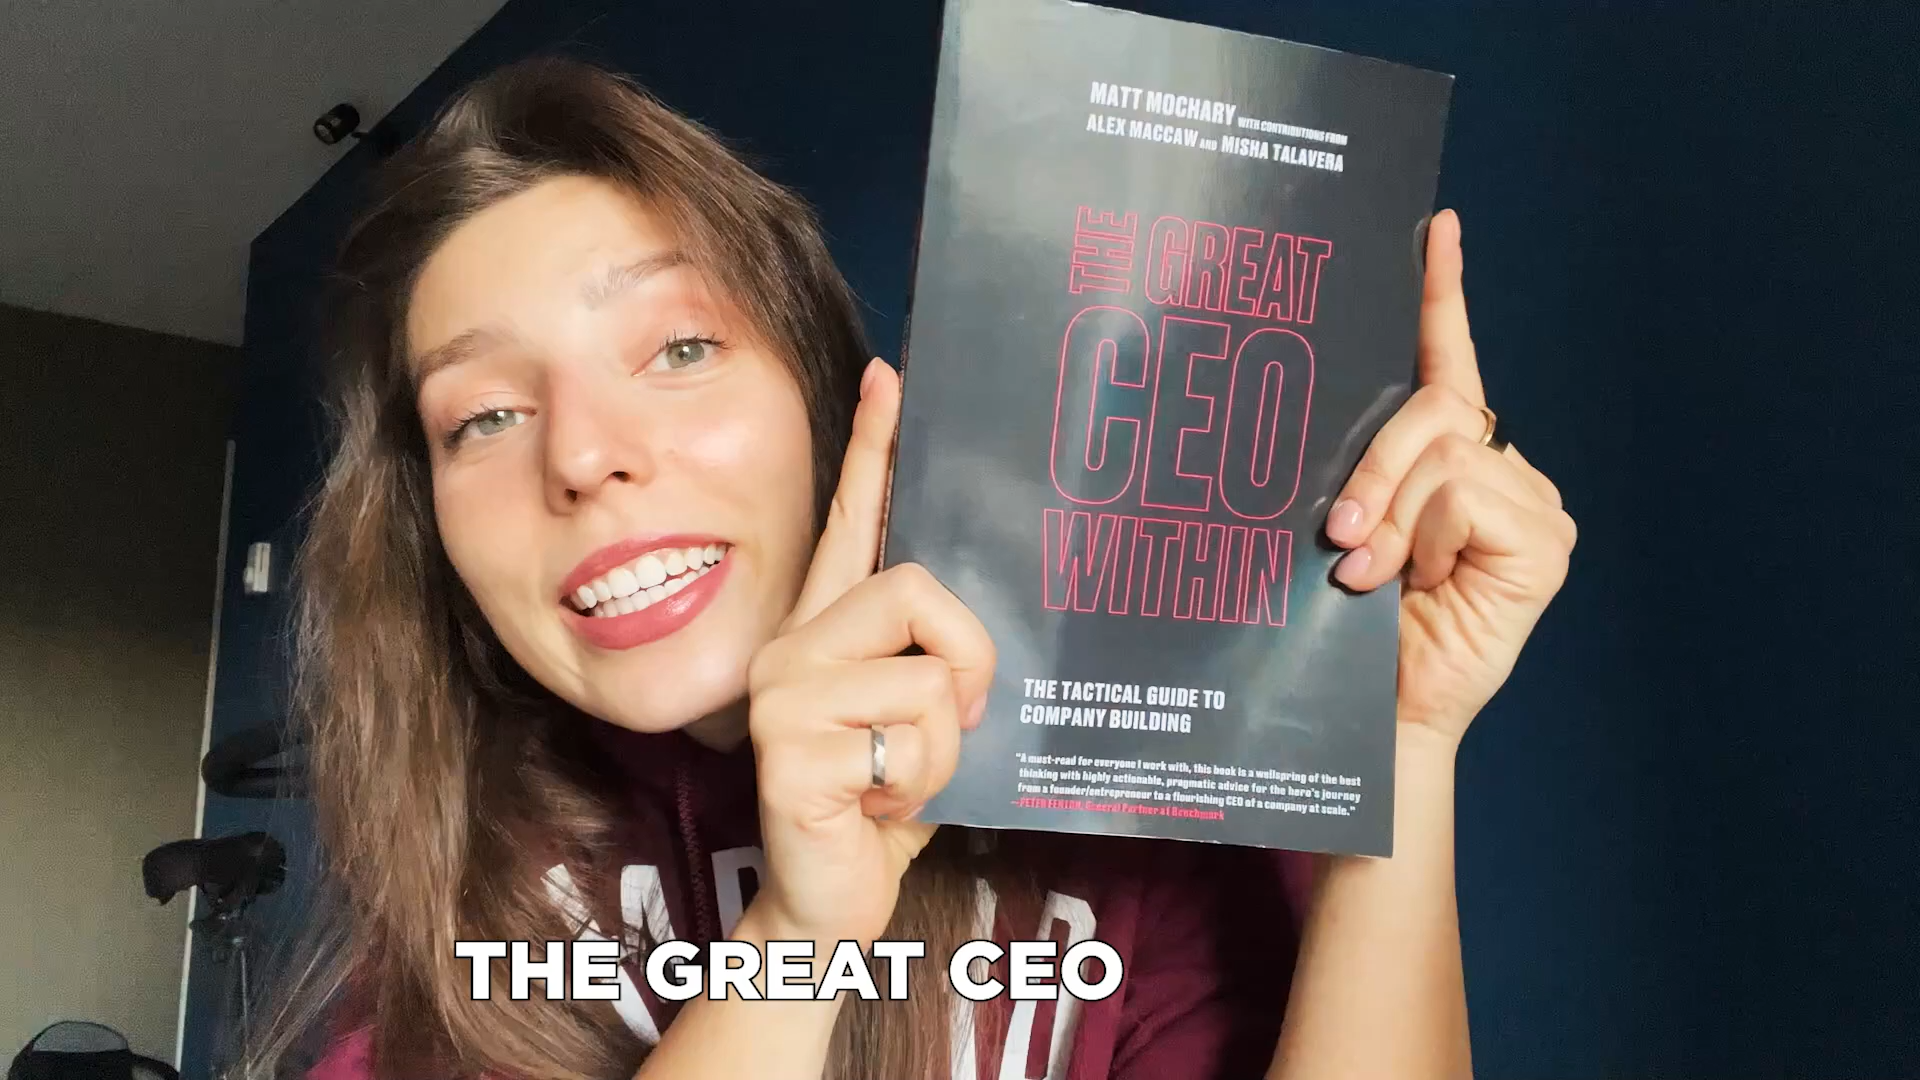 MATT MOCHARY WITH CONTRIBUTIONS FROM
ALEX MACCAW AND MISHA TALAVERA
THE GREAT
CEO
WITHIN
THE TACTICAL GUIDE TO
COMPANY BUILDING
"A must-read for everyone I work with, this book is a wellspring of the best
thinking with highly actionable, pragmatic advice for the hero's journey
from a founder/entrepreneur to a flourishing CEO of a company at scale."
—PETER FENTON, General Partner at Benchmark
THE GREAT CEO